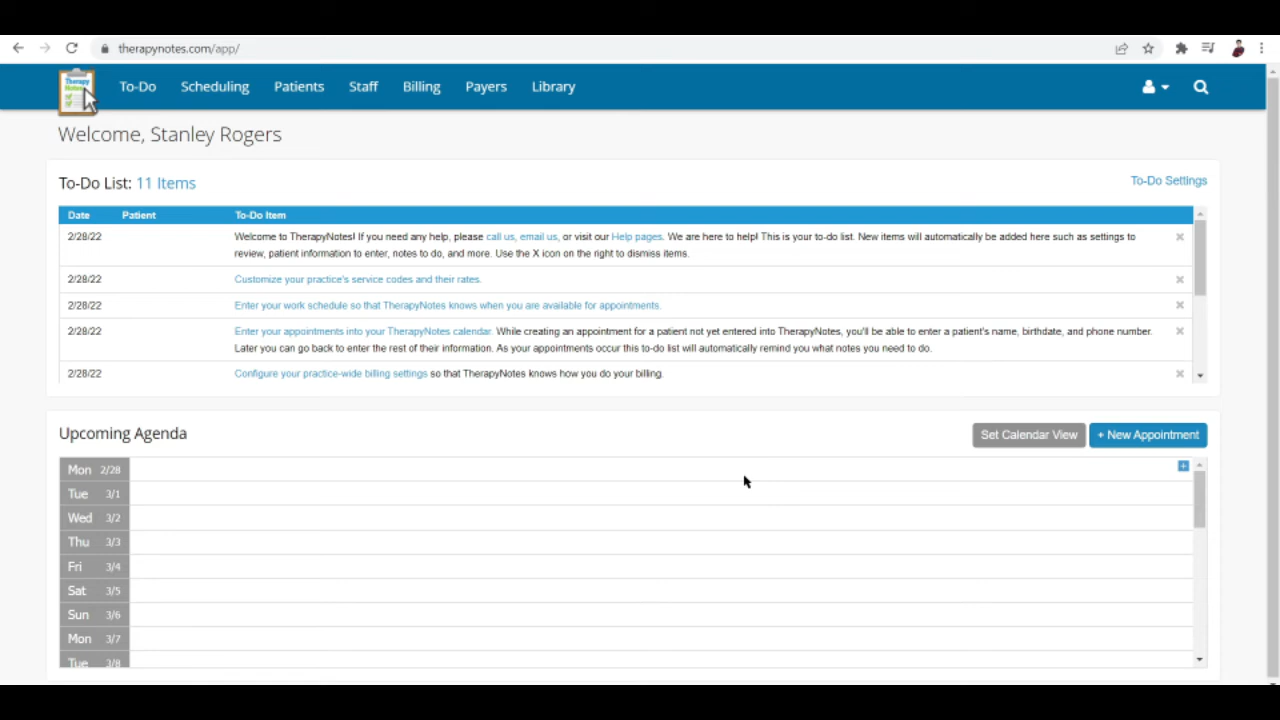 therapynotes.com/app/
Therapy
Notes
To-Do Scheduling Patients Staff Billing Payers Library
Welcome, Stanley Rogers
To-Do List: 11 Items To-Do Settings
Date Patient To-Do Item
2/28/22 Welcome to TherapyNotes! If you need any help, please call us, email us, or visit our Help pages. We are here to help! This is your to-do list. New items will automatically be added here such as settings to
review, patient information to enter, notes to do, and more. Use the X icon on the right to dismiss items.
2/28/22 Customize your practice's service codes and their rates.
2/28/22 Enter your work schedule so that TherapyNotes knows when you are available for appointments.
2/28/22 Enter your appointments into your TherapyNotes calendar. While creating an appointment for a patient not yet entered into TherapyNotes, you'll be able to enter a patient's name, birthdate, and phone number.
Later you can go back to enter the rest of their information. As your appointments occur this to-do list will automatically remind you what notes you need to do.
2/28/22 Configure your practice-wide billing settings so that TherapyNotes knows how you do your billing.
Upcoming Agenda Set Calendar View + New Appointment
Mon 2/28
Tue 3/1
Wed 3/2
Thu 3/3
Fri 3/4
Sat 3/5
Sun 3/6
Mon 3/7
Tue 3/8